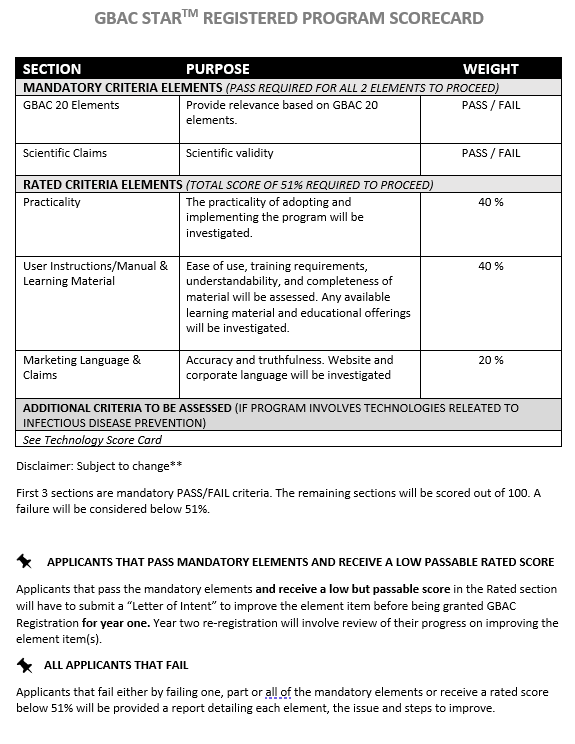 GBAC STAR™ REGISTERED PROGRAM SCORECARD
SECTION PURPOSE WEIGHT
MANDATORY CRITERIA ELEMENTS (PASS REQUIRED FOR ALL 2 ELEMENTS TO PROCEED)
GBAC 20 Elements Provide relevance based on GBAC 20 PASS / FAIL
elements.
Scientific Claims Scientific validity PASS / FAIL
RATED CRITERIA ELEMENTS (TOTAL SCORE OF 51% REQUIRED TO PROCEED)
Practicality The practicality of adopting and 40 %
implementing the program will be
investigated.
User Instructions/Manual & Ease of use, training requirements, 40 %
Learning Material understandability, and completeness of
material will be assessed. Any available
learning material and educational offerings
will be investigated.
Marketing Language & Accuracy and truthfulness. Website and 20 %
Claims corporate language will be investigated
ADDITIONAL CRITERIA TO BE ASSESSED (IF PROGRAM INVOLVES TECHNOLOGIES RELEATED TO
INFECTIOUS DISEASE PREVENTION)
See Technology Score Card
Disclaimer: Subject to change**
First 3 sections are mandatory PASS/FAIL criteria. The remaining sections will be scored out of 100. A
failure will be considered below 51%.
APPLICANTS THAT PASS MANDATORY ELEMENTS AND RECEIVE A LOW PASSABLE RATED SCORE
Applicants that pass the mandatory elements and receive a low but passable score in the Rated section
will have to submit a “Letter of Intent” to improve the element item before being granted GBAC
Registration for year one. Year two re-registration will involve review of their progress on improving the
element item(s).
ALL APPLICANTS THAT FAIL
Applicants that fail either by failing one, part or all of the mandatory elements or receive a rated score
below 51% will be provided a report detailing each element, the issue and steps to improve.